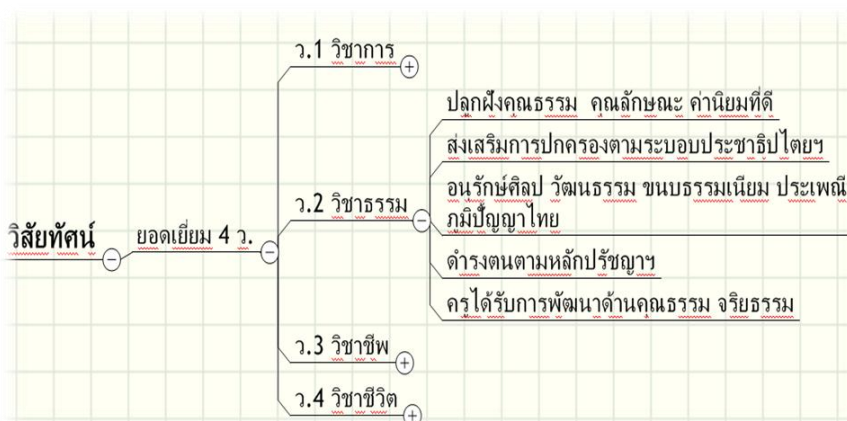 วิสัยทัศน์
ยอดเยี่ยม 4 ว.
ว.1 วิชาการ
ว.2 วิชาธรรม
ปลูกฝังคุณธรรม คุณลักษณะ ค่านิยมที่ดี
ส่งเสริมการปกครองตามระบอบประชาธิปไตยฯ
อนุรักษ์ศิลป วัฒนธรรม ขนบธรรมเนียม ประเพณี
ภูมิปัญญาไทย
ดำรงตนตามหลักปรัชญาฯ
ครูได้รับการพัฒนาด้านคุณธรรม จริยธรรม
ว.3 วิชาชีพ
ว.4 วิชาชีวิต